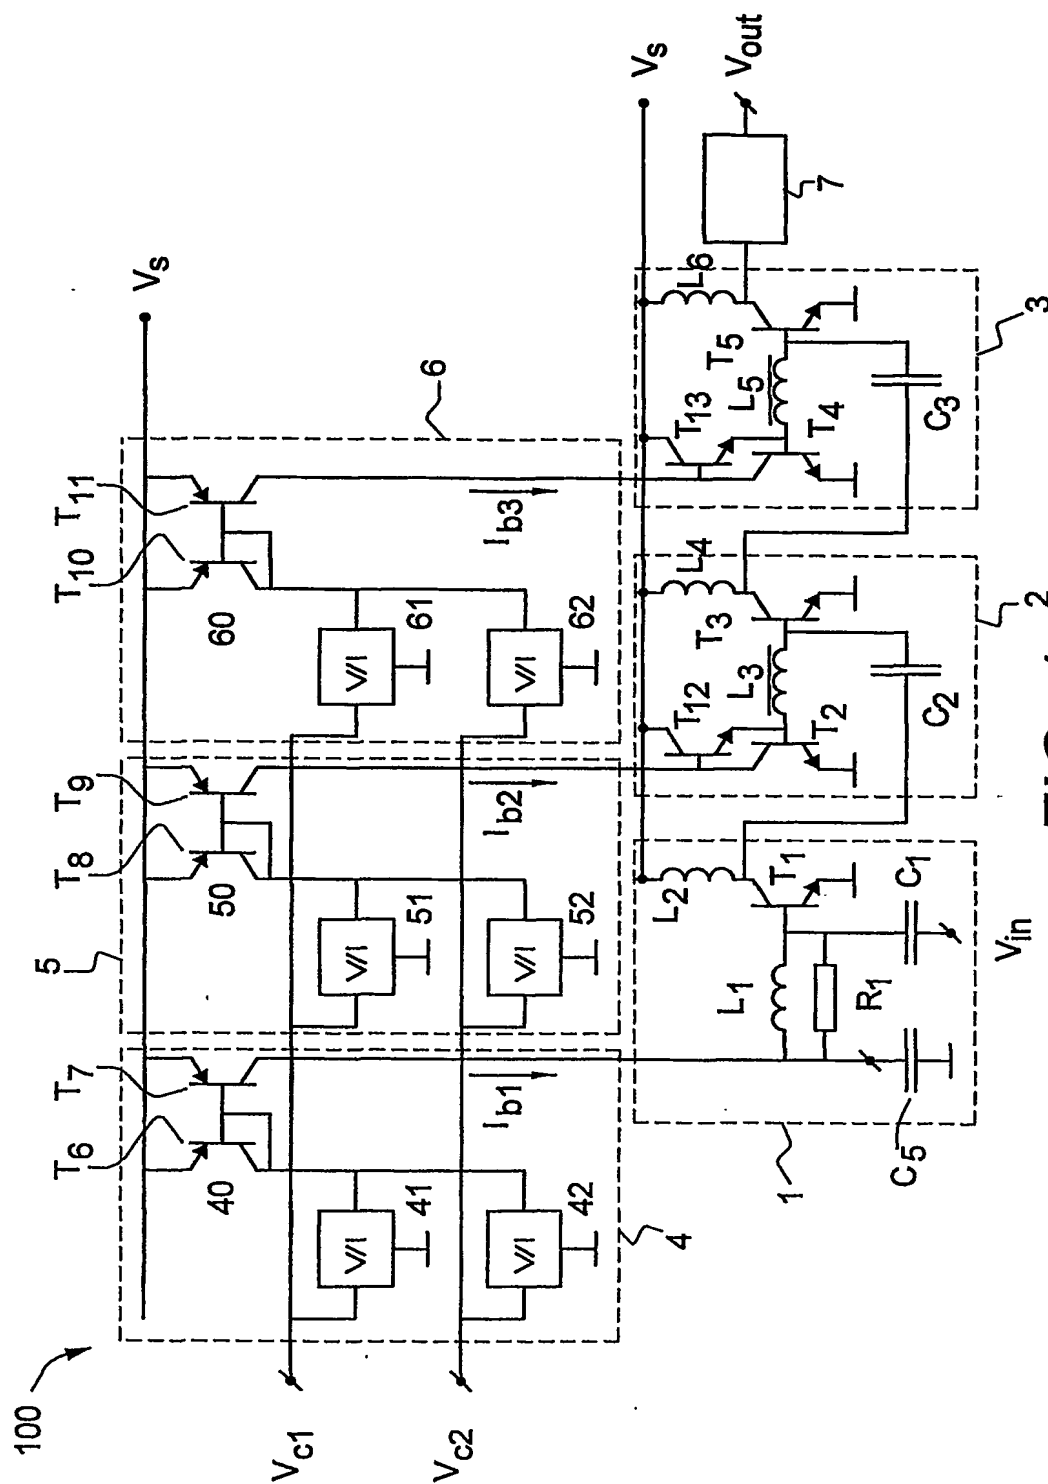 100
Vs
T6
T7
T8
T9
T10
T11
5
6
40
50
60
Vc1
Vc2
V/I
41
V/I
42
V/I
51
V/I
52
V/I
61
V/I
62
4
Ib1
Ib2
Ib3
Vs
Vout
7
L2
T1
L1
R1
C1
C5
Vin
1
T12
L3
T2
T3
L4
C2
2
T13
L5
T4
T5
L6
C3
3